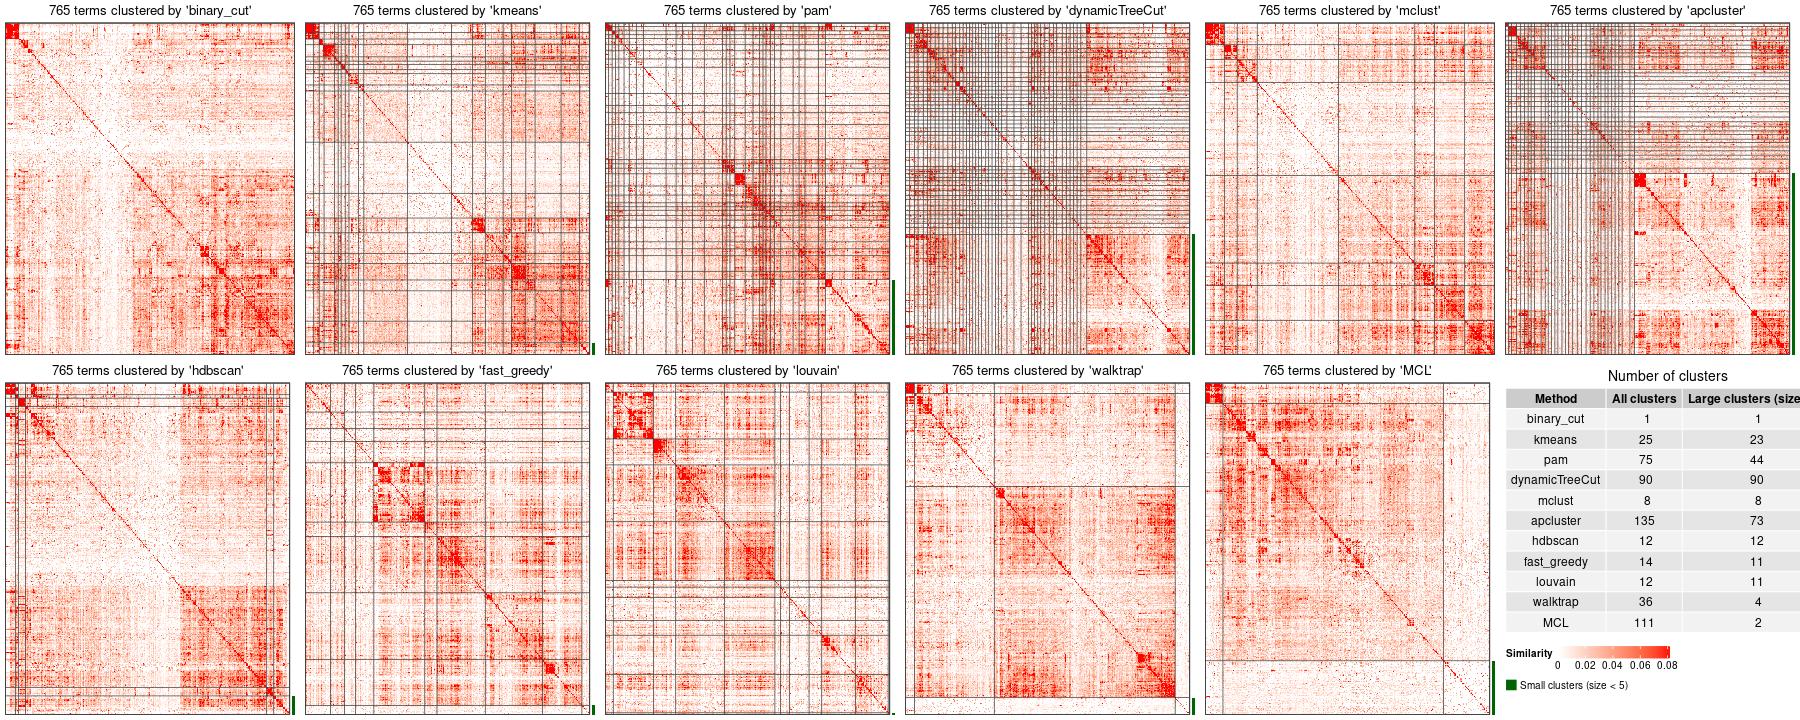 765 terms clustered by 'binary_cut'
765 terms clustered by 'kmeans'
765 terms clustered by 'pam'
765 terms clustered by 'dynamicTreeCut'
765 terms clustered by 'mclust'
765 terms clustered by 'apcluster'
765 terms clustered by 'hdbscan'
765 terms clustered by 'fast_greedy'
765 terms clustered by 'louvain'
765 terms clustered by 'walktrap'
765 terms clustered by 'MCL'
Number of clusters
Method All clusters Large clusters (size
binary_cut 1 1
kmeans 25 23
pam 75 44
dynamicTreeCut 90 90
mclust 8 8
apcluster 135 73
hdbscan 12 12
fast_greedy 14 11
louvain 12 11
walktrap 36 4
MCL 111 2
Similarity
0 0.02 0.04 0.06 0.08
Small clusters (size < 5)